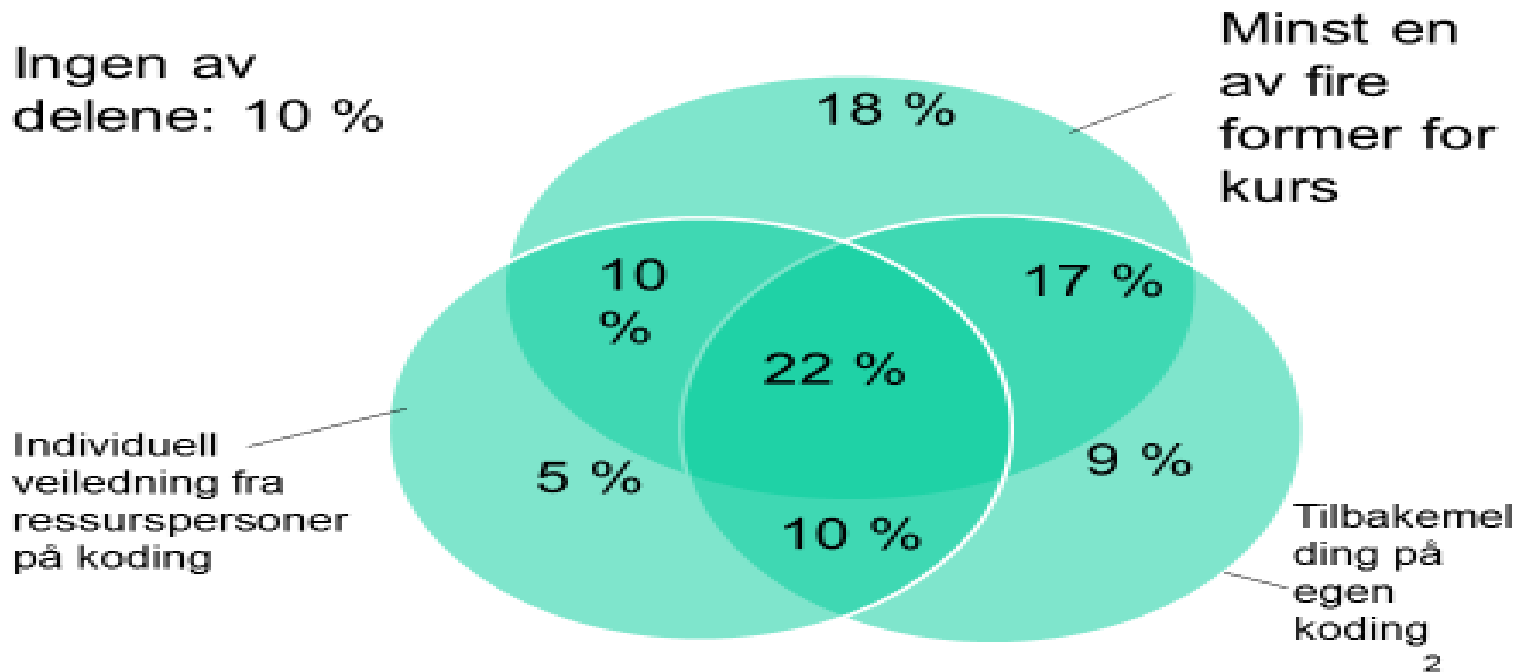 Ingen av
delene: 10 %
Minst en
av fire
former for
kurs
18 %
10
%
17 %
22 %
Individuell
veiledning fra
ressurspersoner
på koding
5 %
9 %
10 %
Tilbakemel
ding på
egen
koding
2